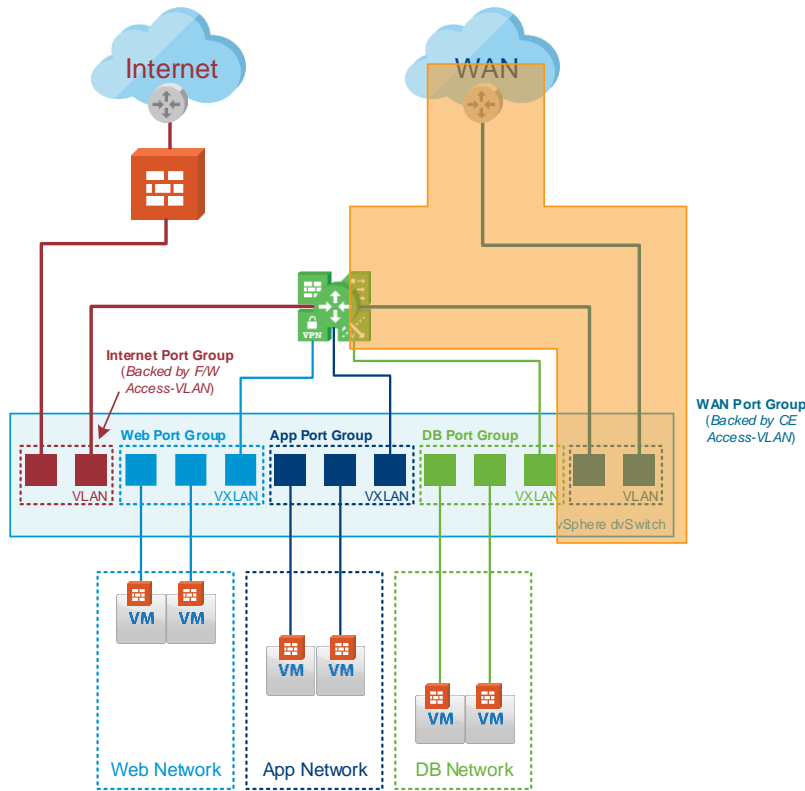 Internet
WAN
VPN
Internet Port Group
(Backed by F/W
Access-VLAN)
WAN Port Group
(Backed by CE
Access-VLAN)
Web Port Group
App Port Group
DB Port Group
VLAN
VXLAN
VXLAN
VXLAN
VLAN
vSphere dvSwitch
VM
VM
VM
VM
VM
VM
Web Network
App Network
DB Network